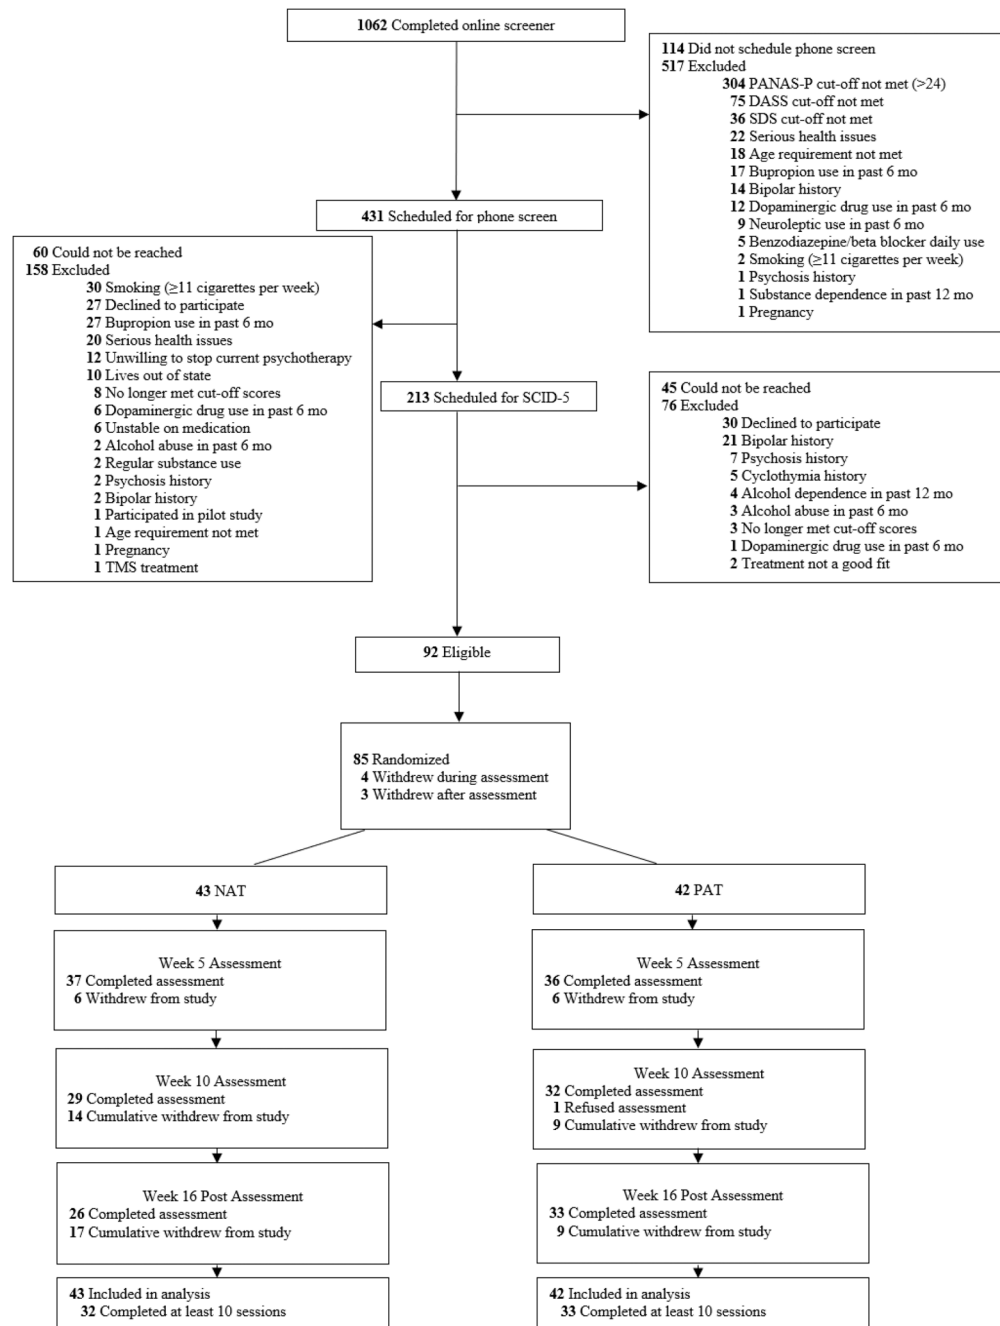 1062 Completed online screener
114 Did not schedule phone screen
517 Excluded
304 PANAS-P cut-off not met (>24)
75 DASS cut-off not met
36 SDS cut-off not met
22 Serious health issues
18 Age requirement not met
17 Bupropion use in past 6 mo
14 Bipolar history
12 Dopaminergic drug use in past 6 mo
9 Neuroleptic use in past 6 mo
5 Benzodiazepine/beta blocker daily use
2 Smoking (≥11 cigarettes per week)
1 Psychosis history
1 Substance dependence in past 12 mo
1 Pregnancy
431 Scheduled for phone screen
60 Could not be reached
158 Excluded
30 Smoking (≥11 cigarettes per week)
27 Declined to participate
27 Bupropion use in past 6 mo
20 Serious health issues
12 Unwilling to stop current psychotherapy
10 Lives out of state
8 No longer met cut-off scores
6 Dopaminergic drug use in past 6 mo
6 Unstable on medication
2 Alcohol abuse in past 6 mo
2 Regular substance use
2 Psychosis history
2 Bipolar history
1 Participated in pilot study
1 Age requirement not met
1 Pregnancy
1 TMS treatment
213 Scheduled for SCID-5
45 Could not be reached
76 Excluded
30 Declined to participate
21 Bipolar history
7 Psychosis history
5 Cyclothymia history
4 Alcohol dependence in past 12 mo
3 Alcohol abuse in past 6 mo
3 No longer met cut-off scores
1 Dopaminergic drug use in past 6 mo
2 Treatment not a good fit
92 Eligible
85 Randomized
4 Withdrew during assessment
3 Withdrew after assessment
43 NAT
Week 5 Assessment
37 Completed assessment
6 Withdrew from study
Week 10 Assessment
29 Completed assessment
14 Cumulative withdrew from study
Week 16 Post Assessment
26 Completed assessment
17 Cumulative withdrew from study
43 Included in analysis
32 Completed at least 10 sessions
42 PAT
Week 5 Assessment
36 Completed assessment
6 Withdrew from study
Week 10 Assessment
32 Completed assessment
1 Refused assessment
9 Cumulative withdrew from study
Week 16 Post Assessment
33 Completed assessment
9 Cumulative withdrew from study
42 Included in analysis
33 Completed at least 10 sessions